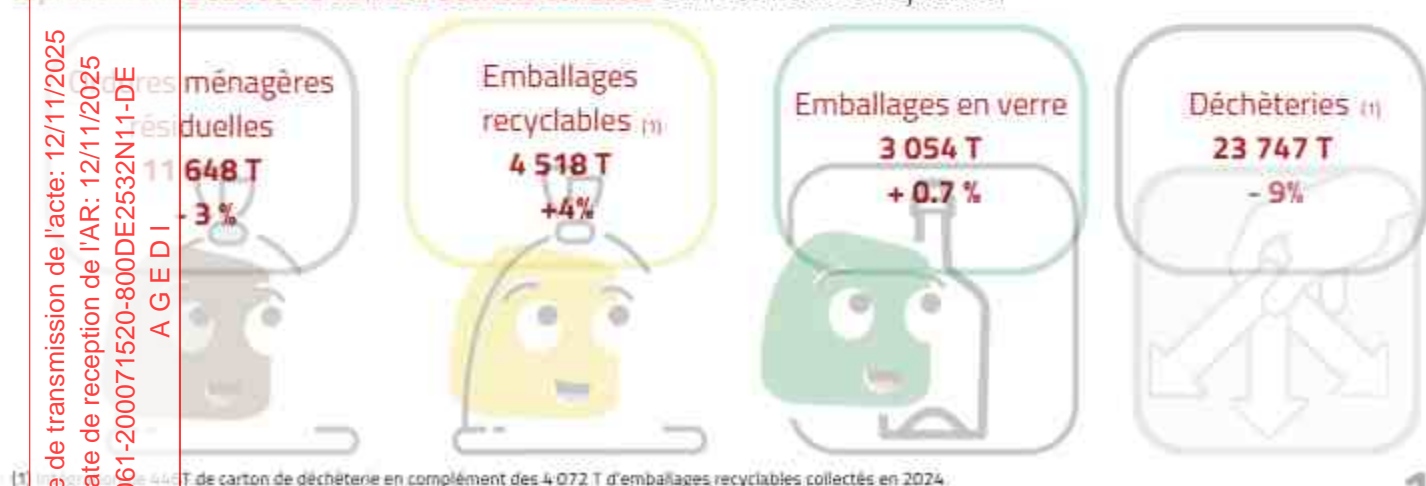 Ordures ménagères
résiduelles
11 648 T
- 3 %
Emballages
recyclables (1)
4 518 T
+4%
Emballages en verre
3 054 T
+ 0.7 %
Déchèteries (1)
23 747 T
- 9%
(1) de 446T de carton de déchèterie en complément des 4 072 T d'emballages recyclables collectés en 2024.
e de transmission de l'acte: 12/11/2025
ate de reception de l'AR: 12/11/2025
061-200071520-800DE2532N11-DE
A G E D I